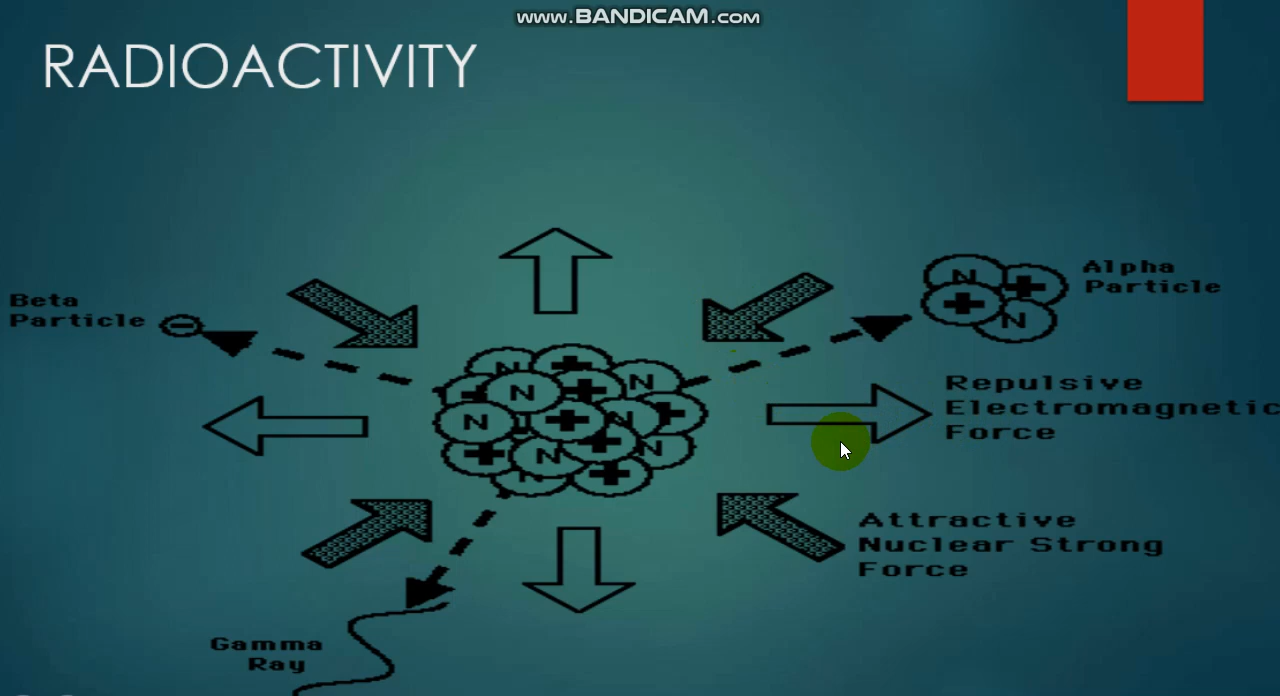 www.BANDICAM.com
RADIOACTIVITY
Beta
Particle
Alpha
Particle
Repulsive
Electromagnetic
Force
Attractive
Nuclear Strong
Force
Gamma
Ray
N
+
N
+
N
+
N
N
+
N
+
N
+
N
+
N
+
N
+
N
−